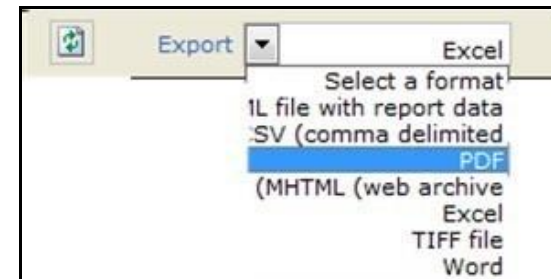 Export Excel
Select a format
1L file with report data
SV (comma delimited
PDF
(MHTML (web archive
Excel
TIFF file
Word